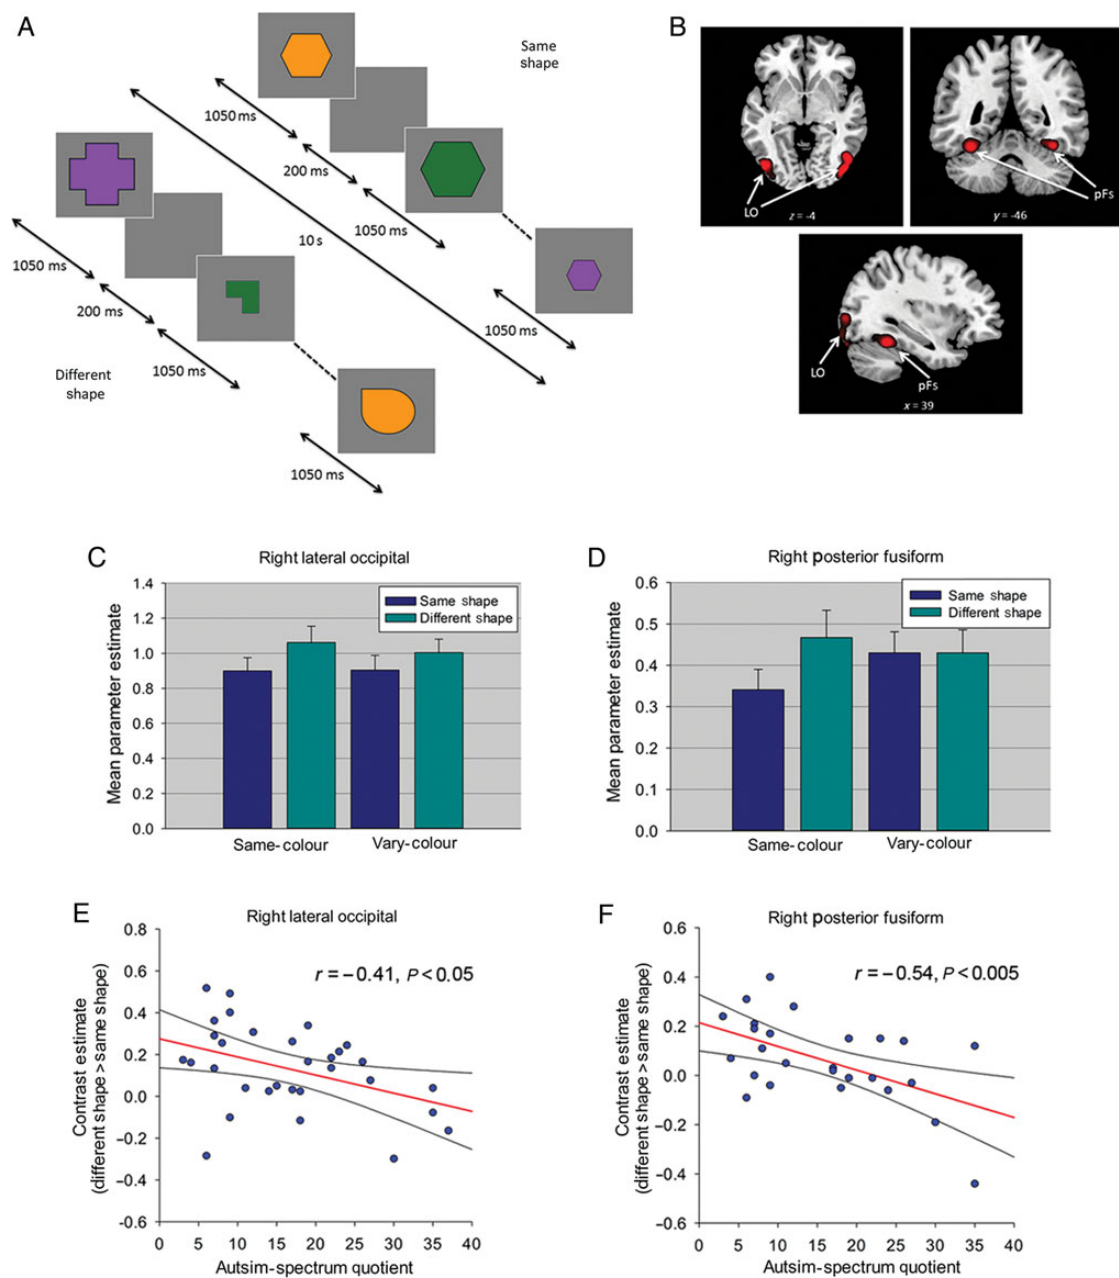 A
Same
shape
1050 ms
200 ms
1050 ms
10 s
1050 ms
1050 ms
200 ms
1050 ms
Different
shape
1050 ms
B
LO
z = -4
pFs
y = -46
LO
pFs
x = 39
C
Right lateral occipital
Mean parameter estimate
1.4
1.2
1.0
0.8
0.6
0.4
0.2
0.0
Same shape
Different shape
Same-colour
Vary-colour
D
Right posterior fusiform
Mean parameter estimate
0.6
0.5
0.4
0.3
0.2
0.1
0.0
Same shape
Different shape
Same-colour
Vary-colour
E
Right lateral occipital
Contrast estimate
(different shape > same shape)
0.8
0.6
0.4
0.2
0.0
−0.2
−0.4
−0.6
r = −0.41, P < 0.05
0 5 10 15 20 25 30 35 40
Autsim-spectrum quotient
F
Right posterior fusiform
Contrast estimate
(different shape > same shape)
0.6
0.4
0.2
0.0
−0.2
−0.4
−0.6
r = −0.54, P < 0.005
0 5 10 15 20 25 30 35 40
Autsim-spectrum quotient